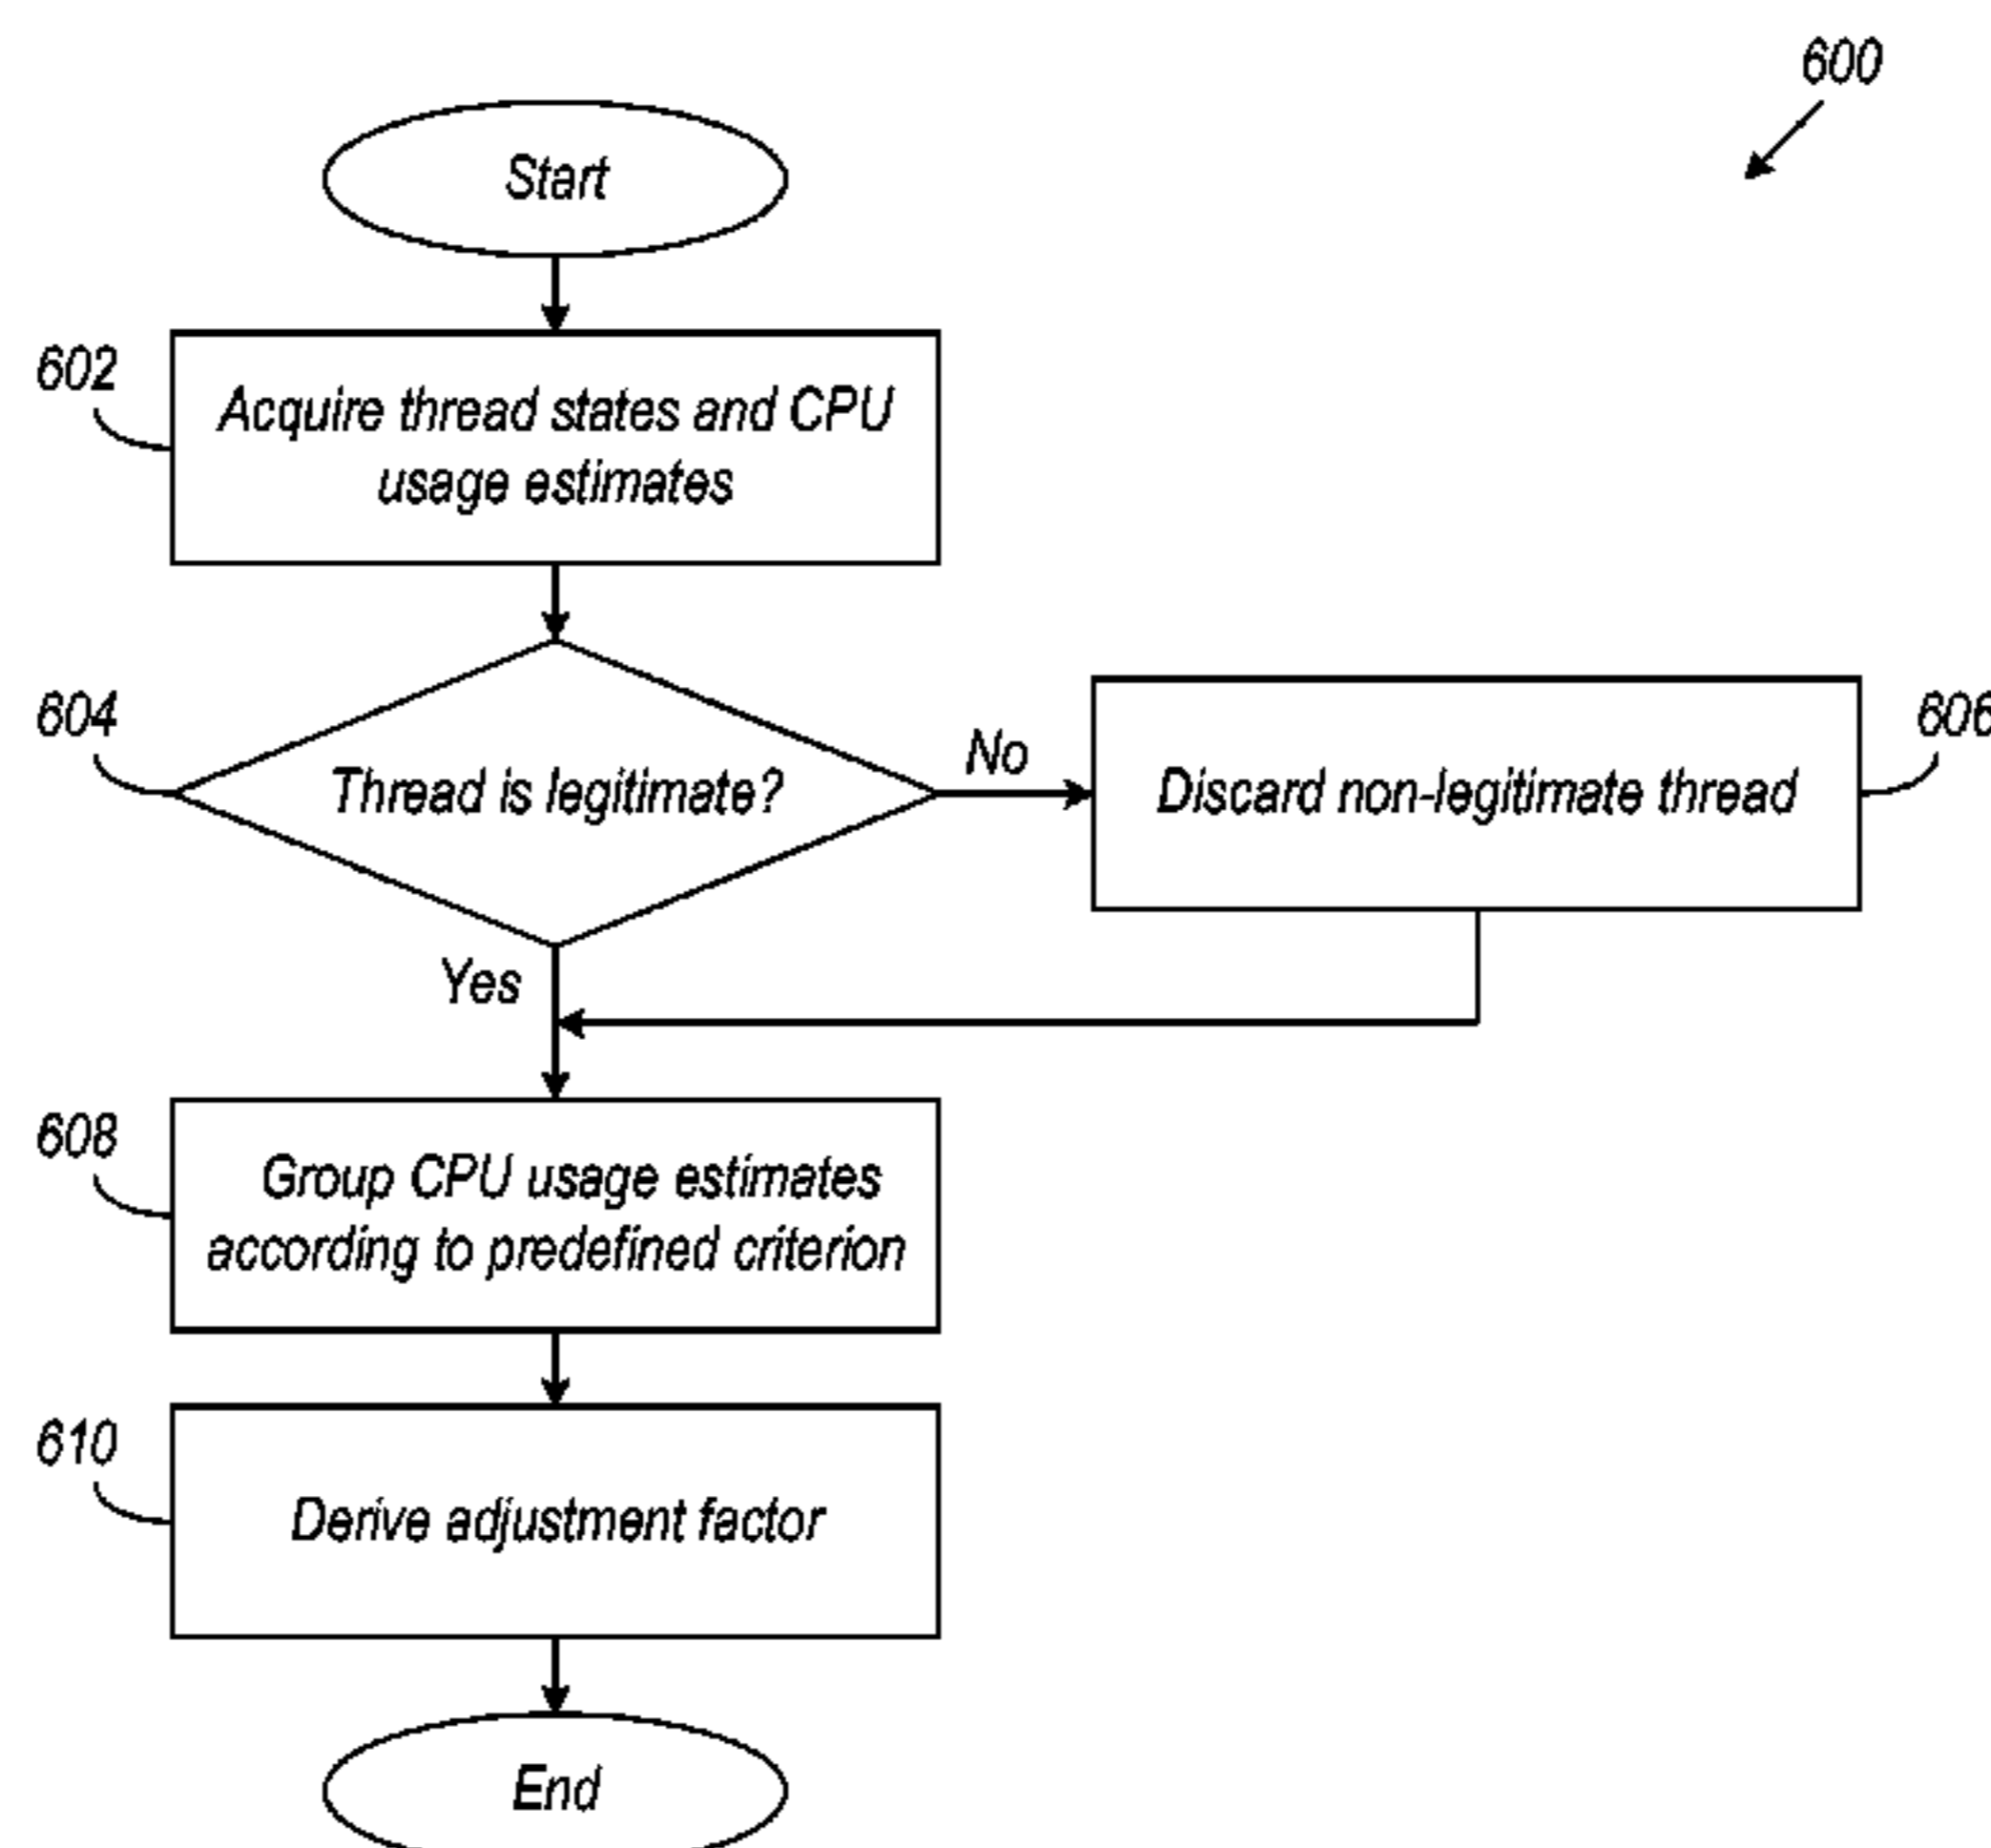 600
Start
602
Acquire thread states and CPU
usage estimates
604
Thread is legitimate?
No
Discard non-legitimate thread
606
Yes
608
Group CPU usage estimates
according to predefined criterion
610
Derive adjustment factor
End